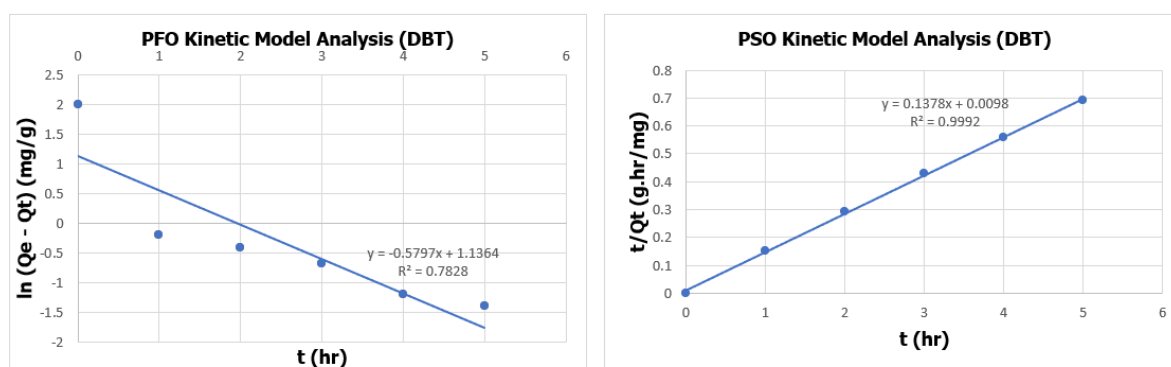 PFO Kinetic Model Analysis (DBT)
0 1 2 3 4 5 6
2.5
2
1.5
1
0.5
0
-0.5
-1
-1.5
-2
ln (Qe - Qt) (mg/g)
y = -0.5797x + 1.1364
R² = 0.7828
t (hr)
PSO Kinetic Model Analysis (DBT)
0.8
0.7
0.6
0.5
0.4
0.3
0.2
0.1
0
t/Qt (g.hr/mg)
y = 0.1378x + 0.0098
R² = 0.9992
0 1 2 3 4 5 6
t (hr)